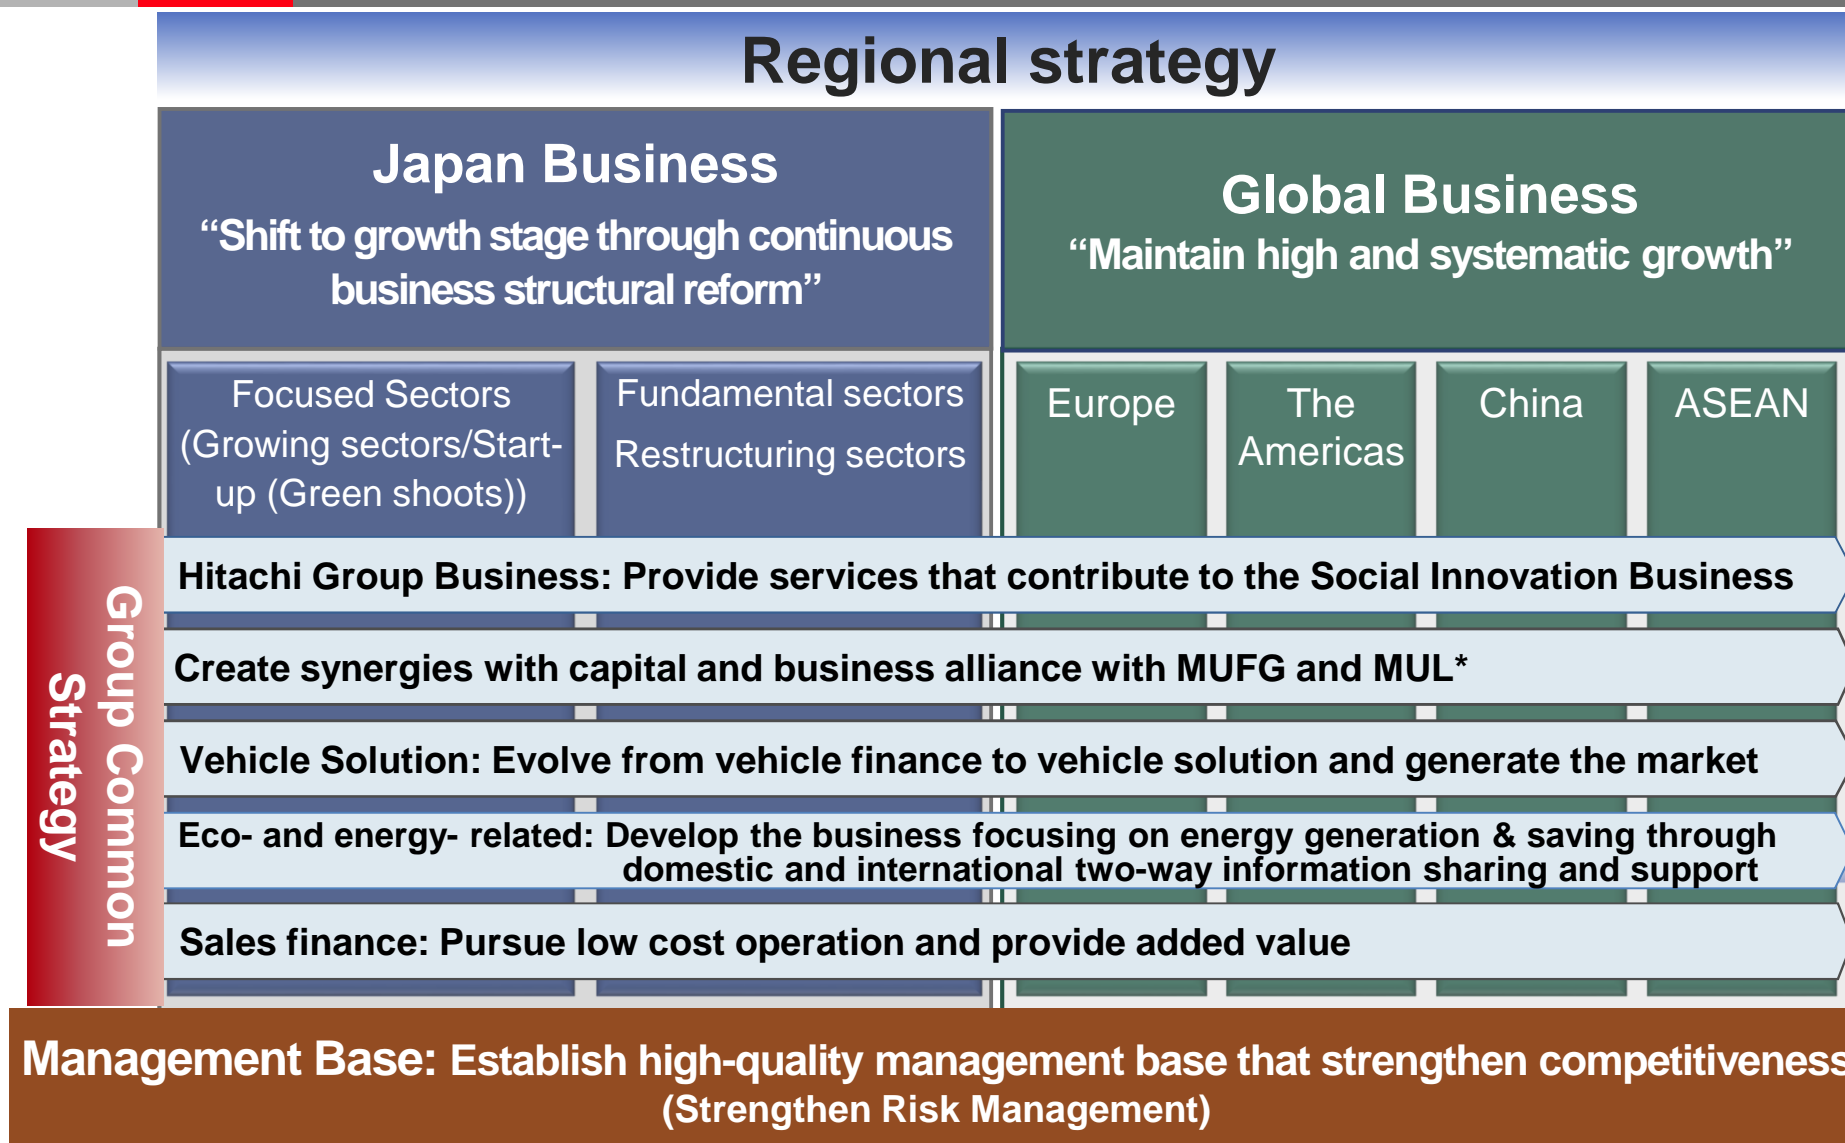 Regional strategy
Japan Business
“Shift to growth stage through continuous
business structural reform”
Global Business
“Maintain high and systematic growth”
Focused Sectors
(Growing sectors/Start-
up (Green shoots))
Fundamental sectors
Restructuring sectors
Europe
The
Americas
China
ASEAN
Group Common
Strategy
Hitachi Group Business: Provide services that contribute to the Social Innovation Business
Create synergies with capital and business alliance with MUFG and MUL*
Vehicle Solution: Evolve from vehicle finance to vehicle solution and generate the market
Eco- and energy- related: Develop the business focusing on energy generation & saving through
domestic and international two-way information sharing and support
Sales finance: Pursue low cost operation and provide added value
Management Base: Establish high-quality management base that strengthen competitiveness
(Strengthen Risk Management)